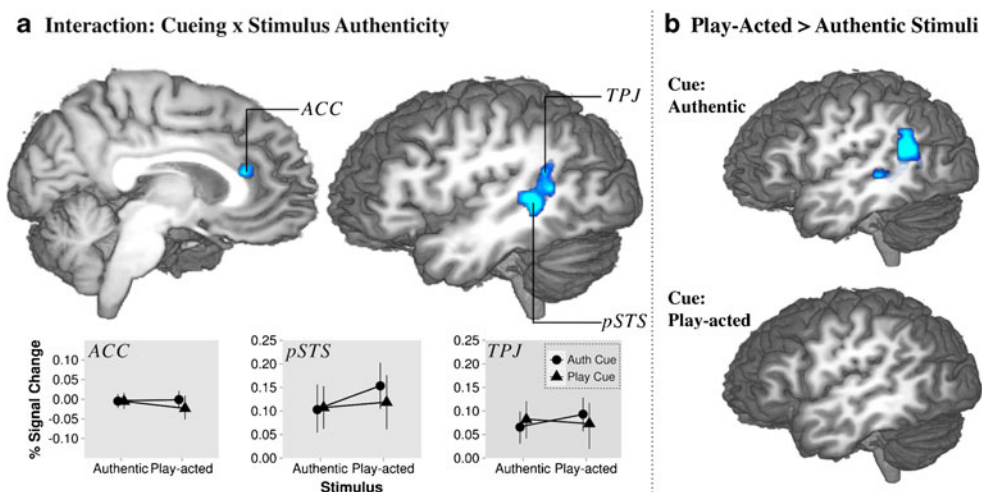 a Interaction: Cueing x Stimulus Authenticity
ACC
TPJ
pSTS
% Signal Change
ACC
0.10
0.05
0.00
-0.05
-0.10
Authentic Play-acted
pSTS
0.25
0.20
0.15
0.10
0.05
0.00
Authentic Play-acted
Stimulus
TPJ
0.25
0.20
0.15
0.10
0.05
0.00
Auth Cue
Play Cue
Authentic Play-acted
b Play-Acted > Authentic Stimuli
Cue:
Authentic
Cue:
Play-acted